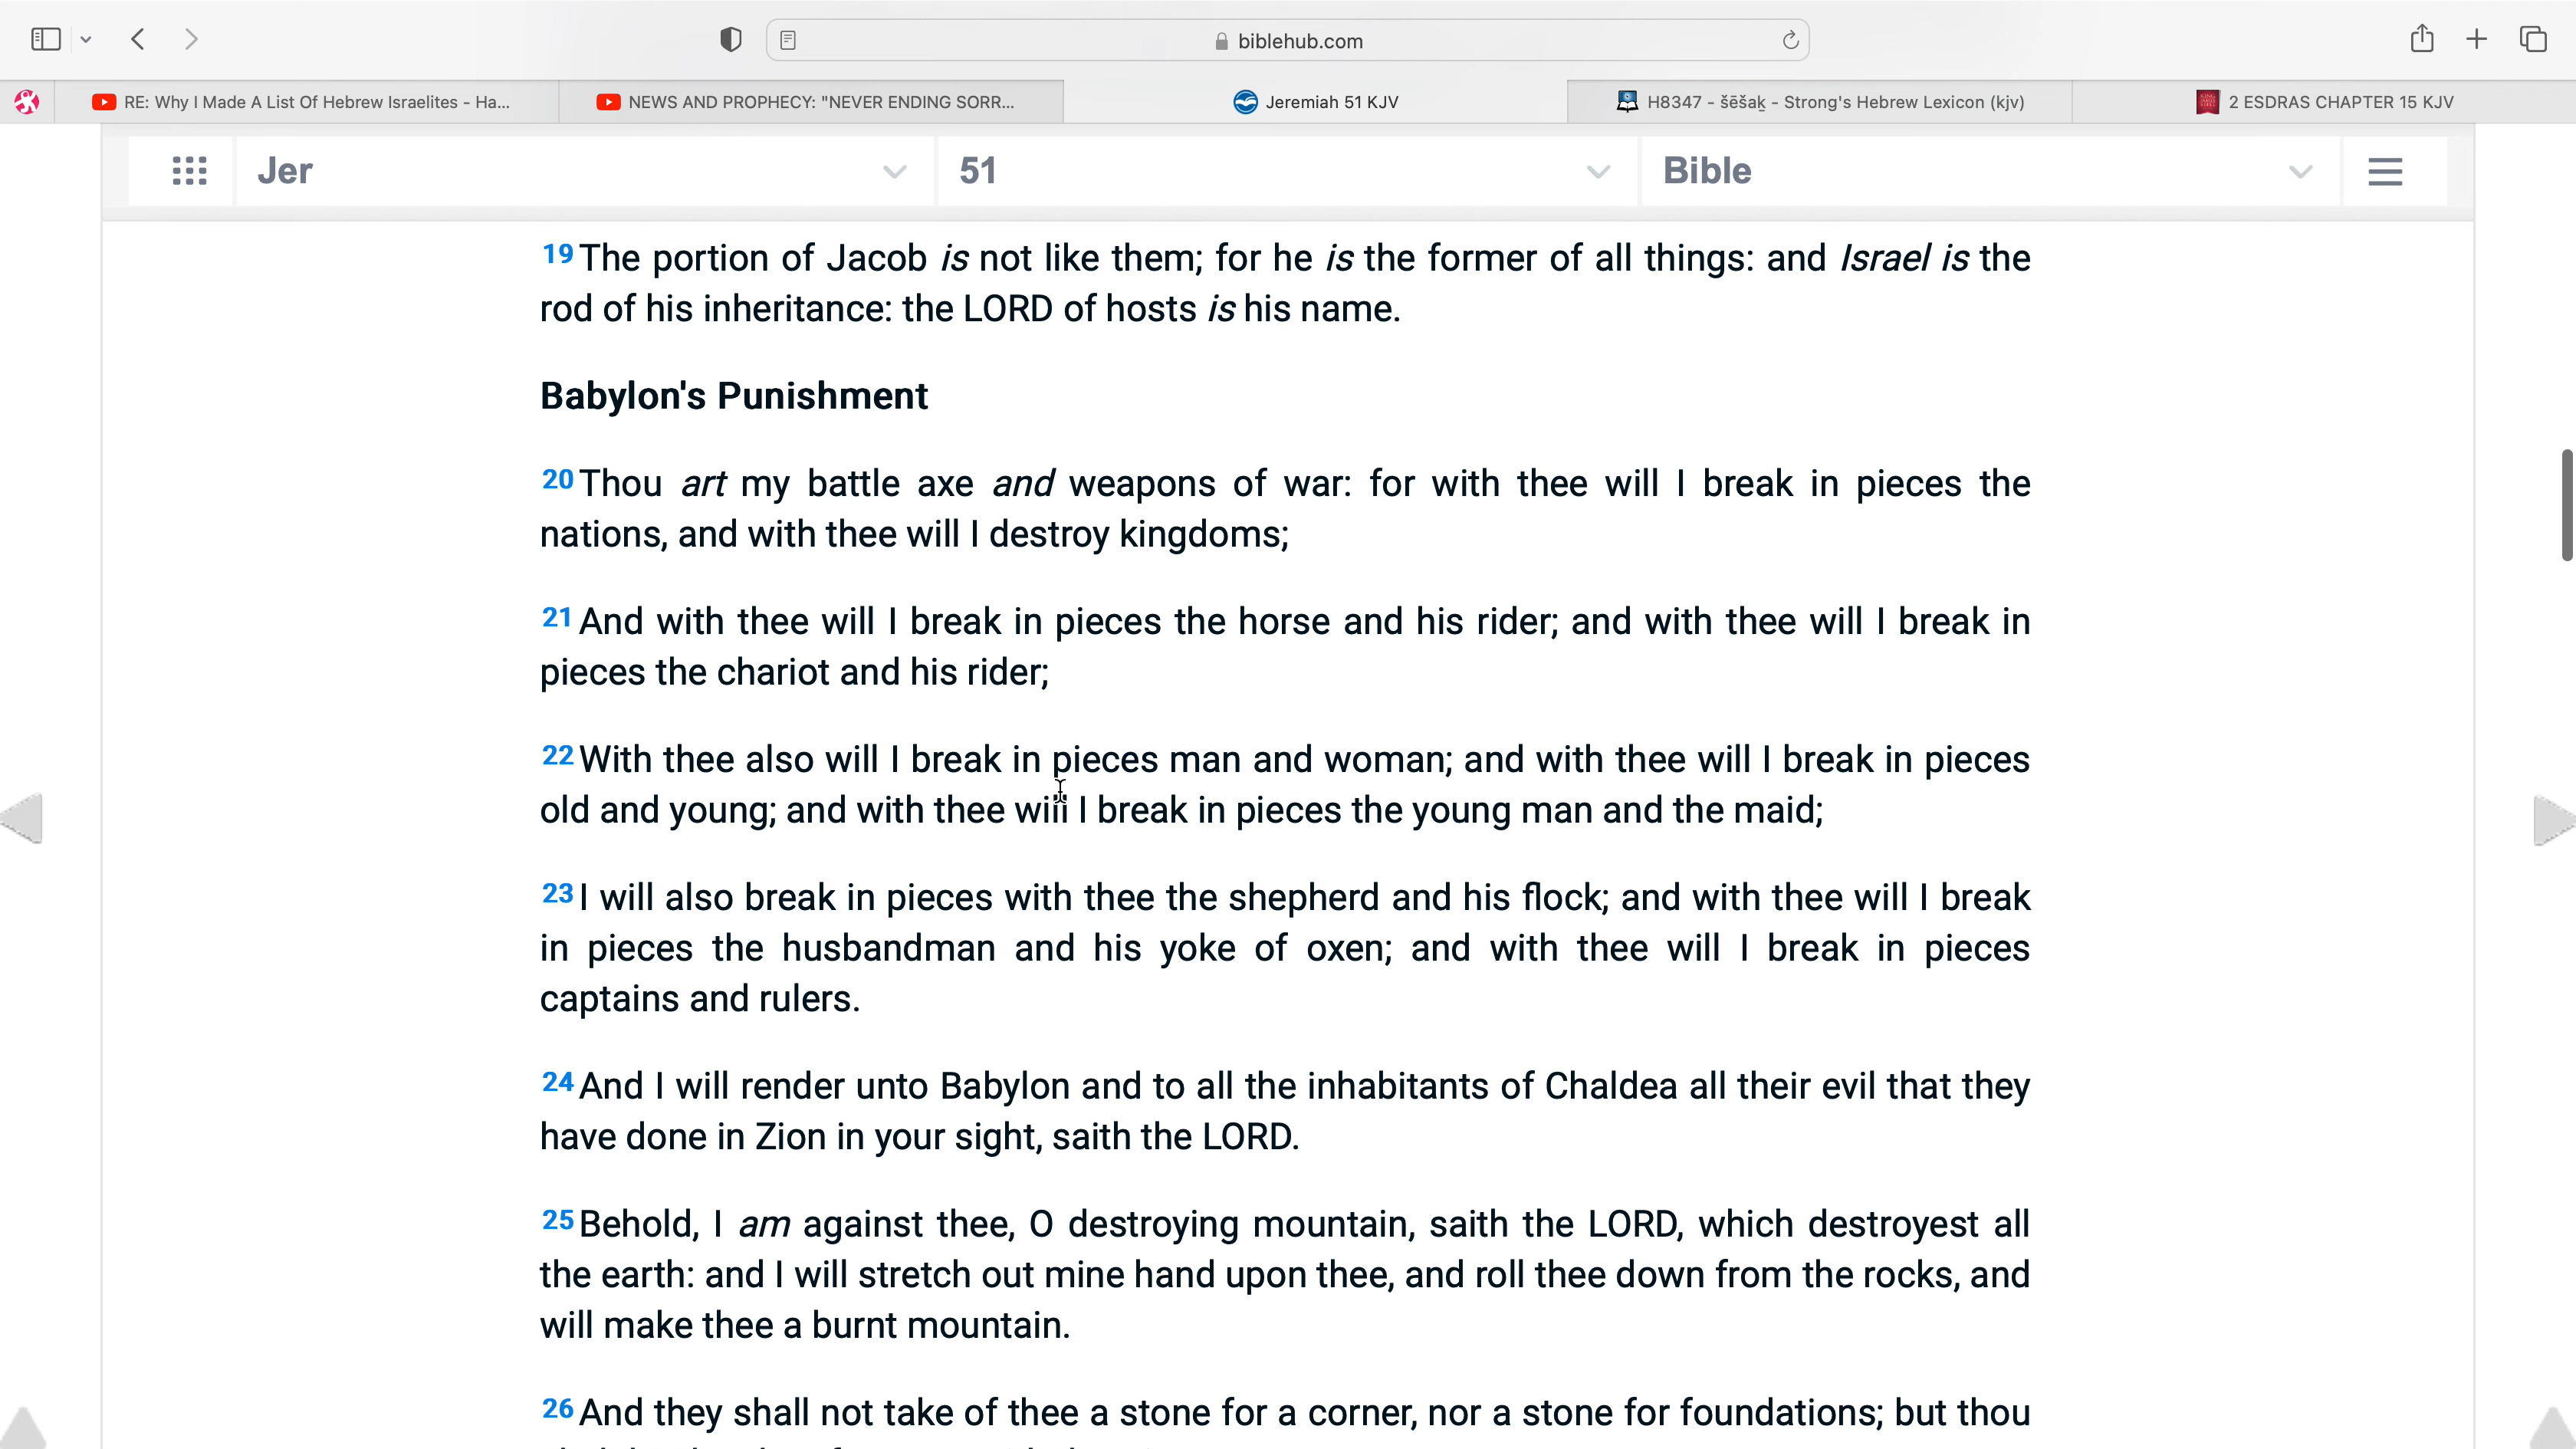 biblehub.com
RE: Why I Made A List Of Hebrew Israelites - Ha...
NEWS AND PROPHECY: "NEVER ENDING SORR...
Jeremiah 51 KJV
H8347 - šēšaḵ - Strong's Hebrew Lexicon (kjv)
2 ESDRAS CHAPTER 15 KJV
Jer
51
Bible
19 The portion of Jacob is not like them; for he is the former of all things: and Israel is the
rod of his inheritance: the LORD of hosts is his name.
Babylon's Punishment
20 Thou art my battle axe and weapons of war: for with thee will I break in pieces the
nations, and with thee will I destroy kingdoms;
21 And with thee will I break in pieces the horse and his rider; and with thee will I break in
pieces the chariot and his rider;
22 With thee also will I break in pieces man and woman; and with thee will I break in pieces
old and young; and with thee will I break in pieces the young man and the maid;
23 I will also break in pieces with thee the shepherd and his flock; and with thee will I break
in pieces the husbandman and his yoke of oxen; and with thee will I break in pieces
captains and rulers.
24 And I will render unto Babylon and to all the inhabitants of Chaldea all their evil that they
have done in Zion in your sight, saith the LORD.
25 Behold, I am against thee, O destroying mountain, saith the LORD, which destroyest all
the earth: and I will stretch out mine hand upon thee, and roll thee down from the rocks, and
will make thee a burnt mountain.
26 And they shall not take of thee a stone for a corner, nor a stone for foundations; but thou